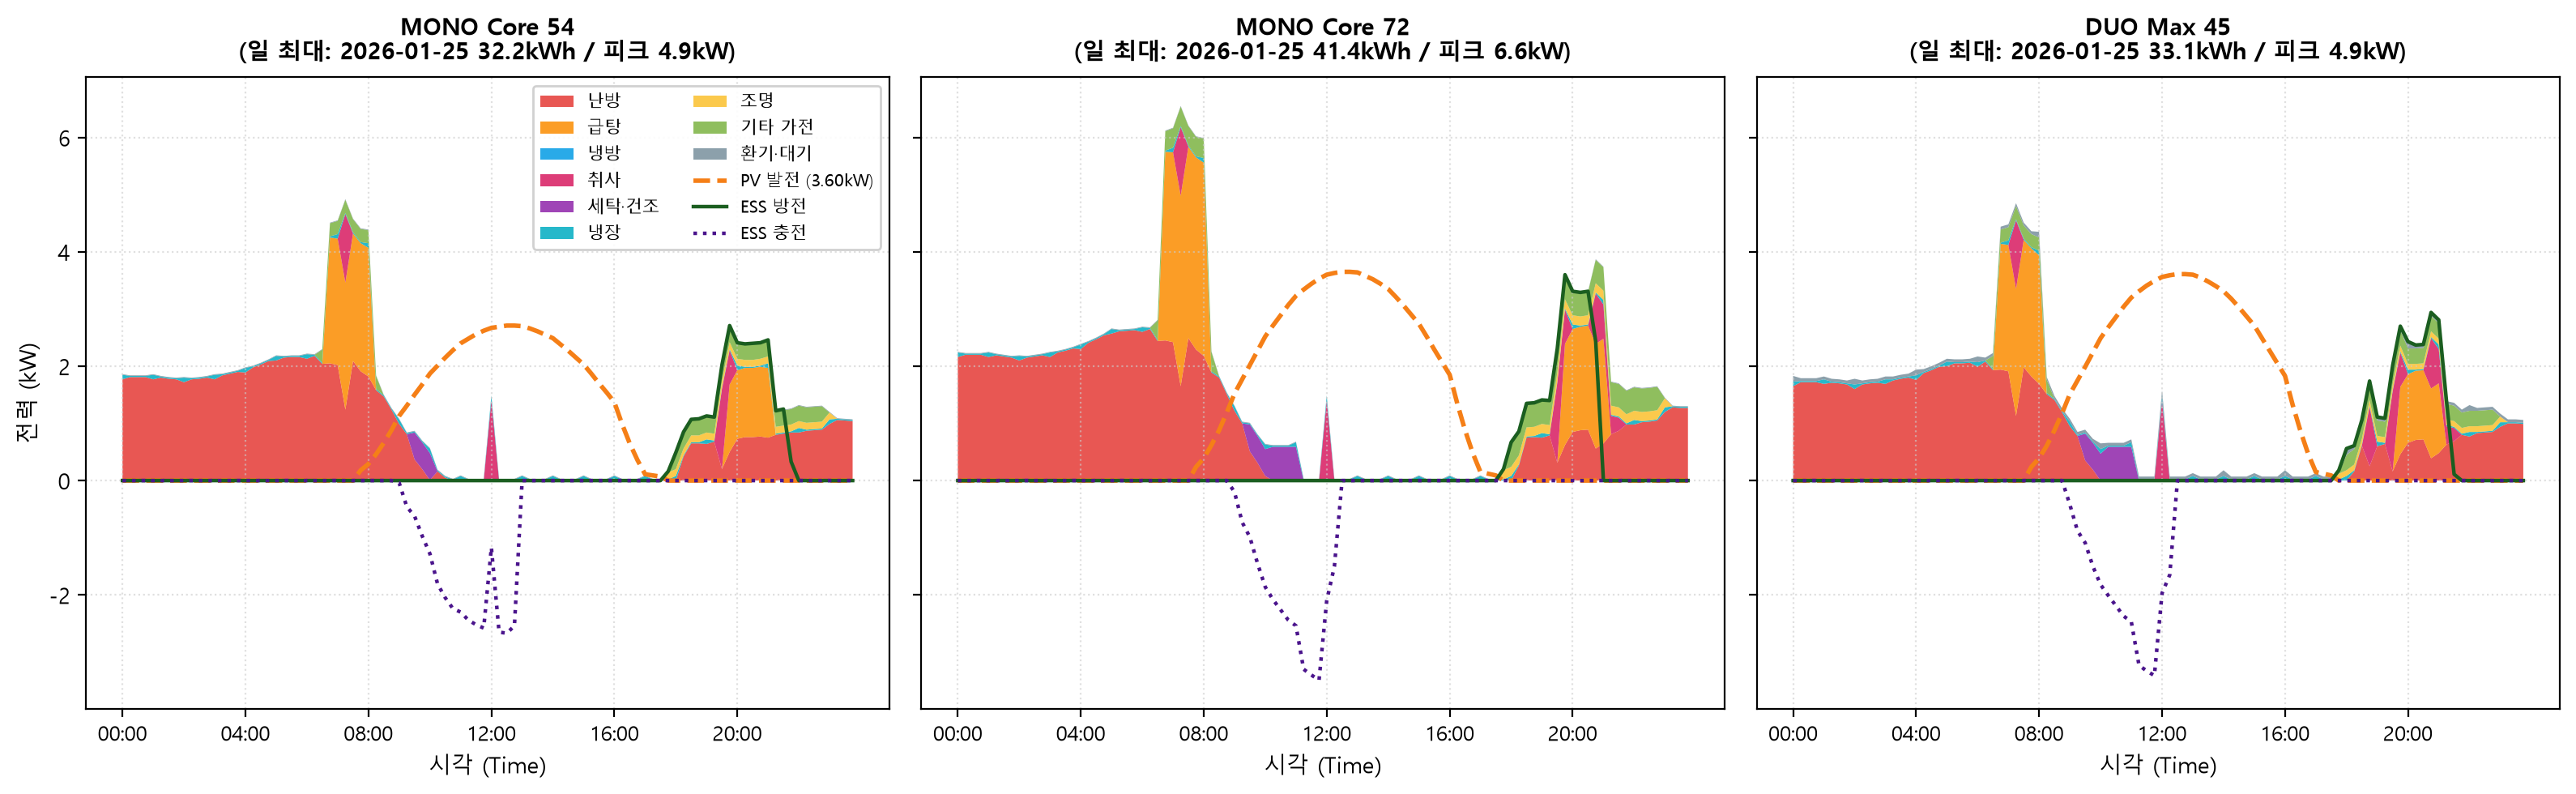 MONO Core 54
(일 최대: 2026-01-25 32.2kWh / 피크 4.9kW)
난방
급탕
냉방
취사
세탁·건조
냉장
조명
기타 가전
환기·대기
PV 발전 (3.60kW)
ESS 방전
ESS 충전
전력 (kW)
6
4
2
0
-2
00:00 04:00 08:00 12:00 16:00 20:00
시각 (Time)
MONO Core 72
(일 최대: 2026-01-25 41.4kWh / 피크 6.6kW)
00:00 04:00 08:00 12:00 16:00 20:00
시각 (Time)
DUO Max 45
(일 최대: 2026-01-25 33.1kWh / 피크 4.9kW)
00:00 04:00 08:00 12:00 16:00 20:00
시각 (Time)